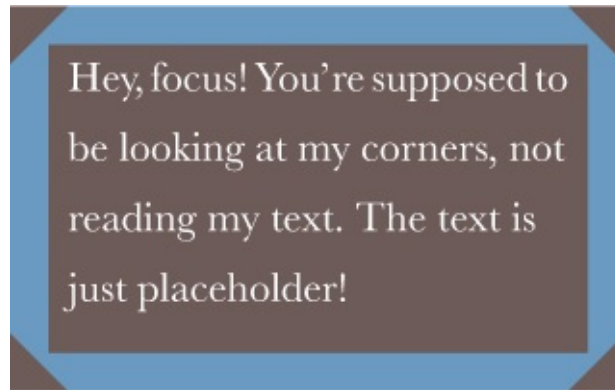 Hey, focus! You’re supposed to
be looking at my corners, not
reading my text. The text is
just placeholder!